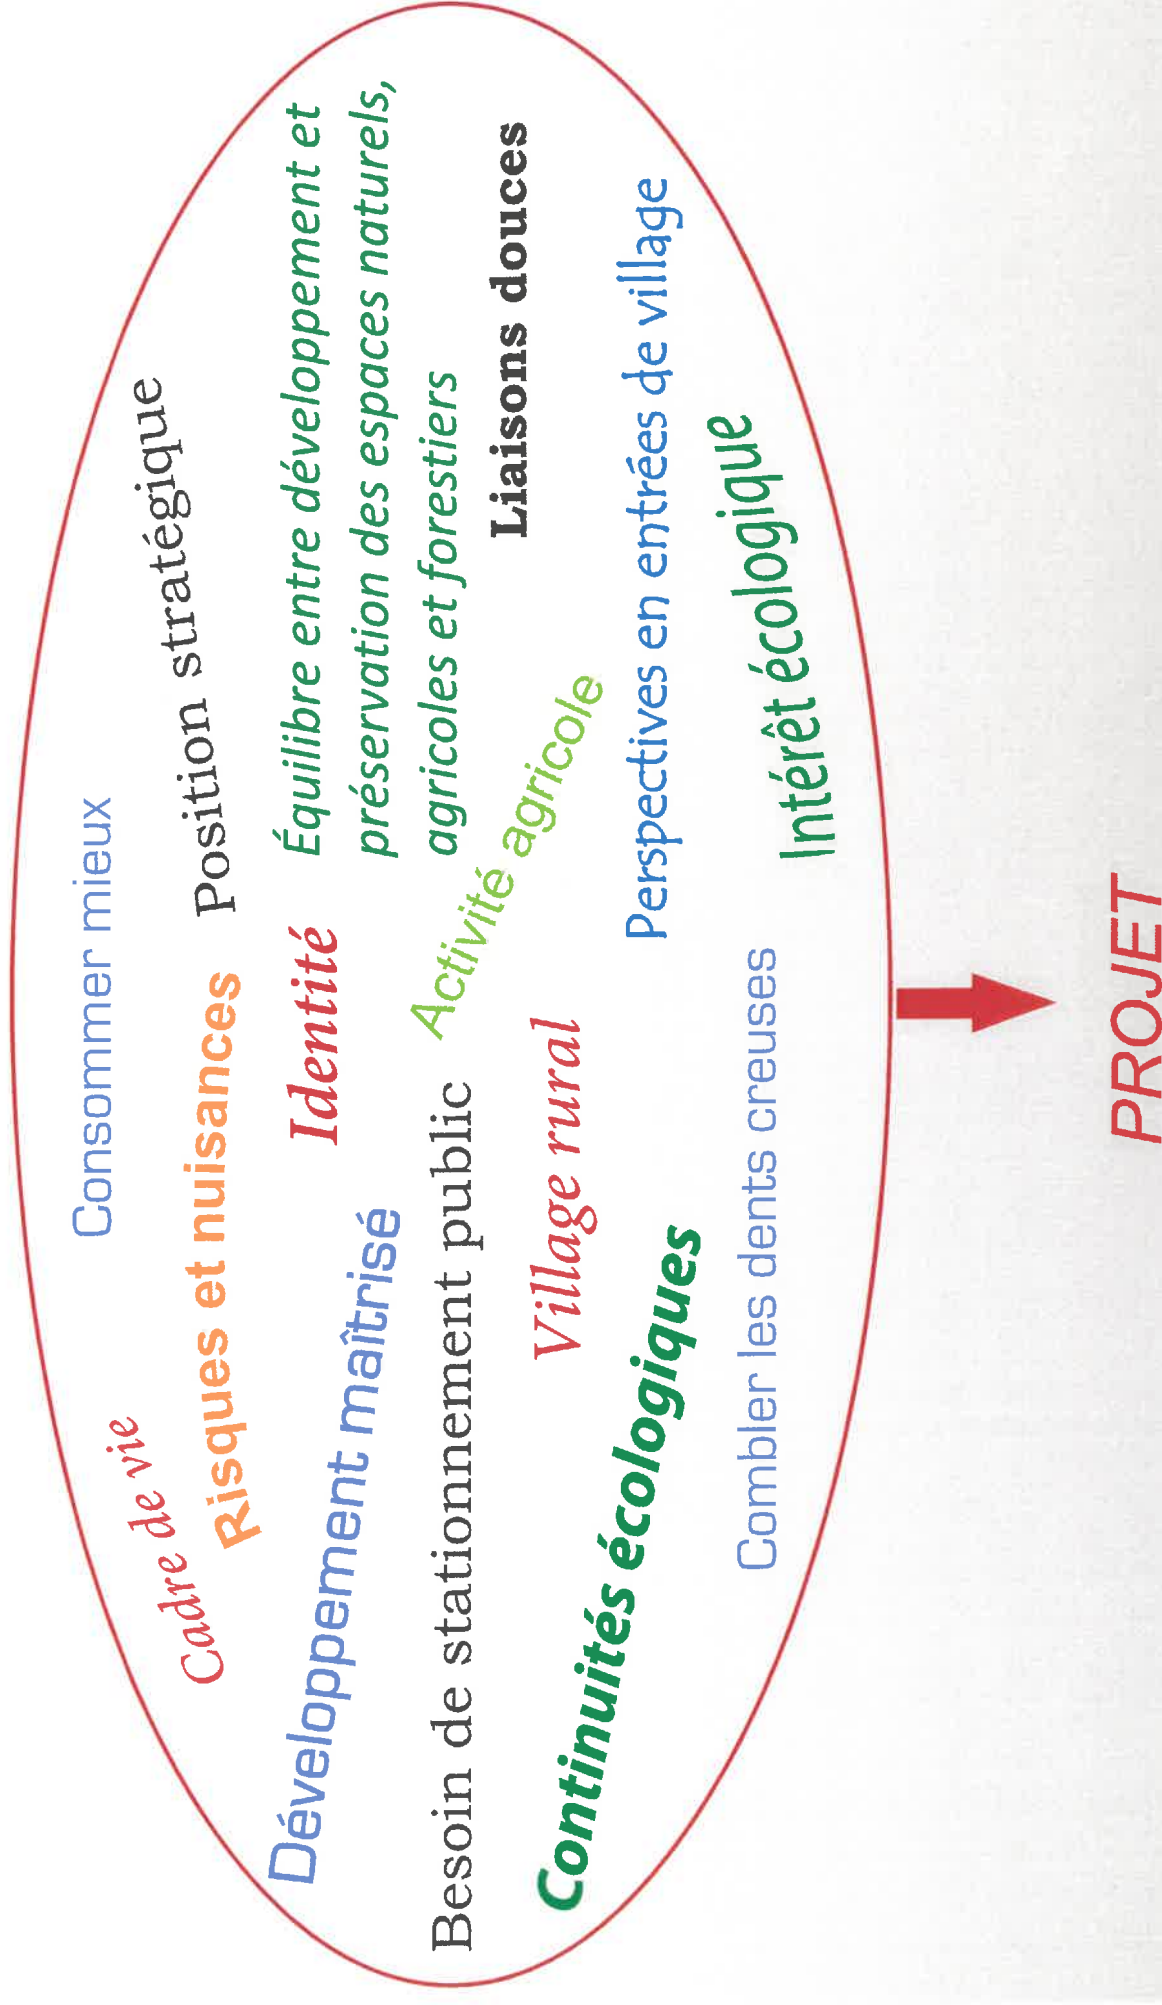 Consommer mieux
Cadre de vie
Position stratégique
Risques et nuisances
Équilibre entre développement et
préservation des espaces naturels,
agricoles et forestiers
Identité
Développement maîtrisé
Activité agricole
Besoin de stationnement public
Liaisons douces
Village rural
Perspectives en entrées de village
Continuités écologiques
Intérêt écologique
Combler les dents creuses
PROJET